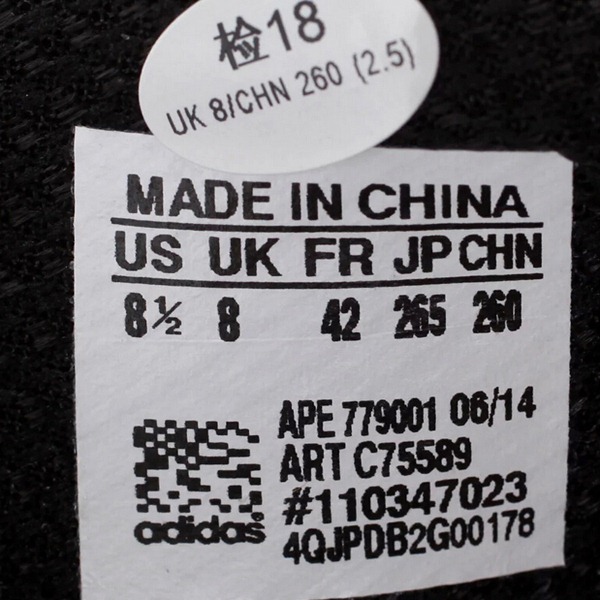 检18
UK 8/CHN 260 (2.5)
MADE IN CHINA
US UK FR JP CHN
8½ 8 42 265 260
APE 779001 06/14
ART C75589
#110347023
adidas®
4QJPDB2G00178